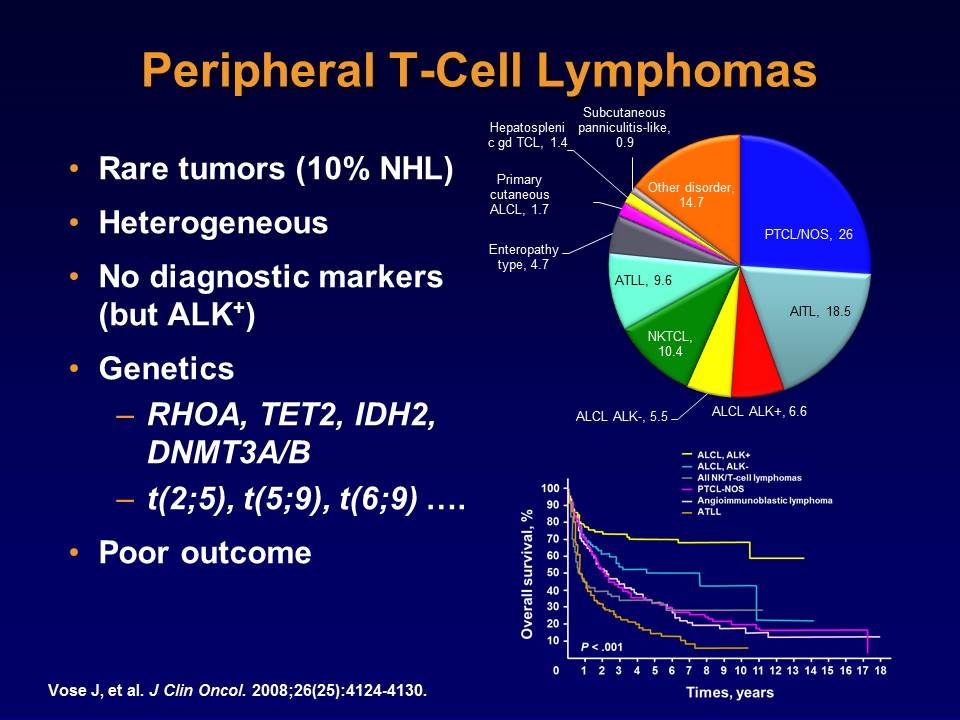 Peripheral T-Cell Lymphomas
• Rare tumors (10% NHL)
• Heterogeneous
• No diagnostic markers
(but ALK+)
• Genetics
– RHOA, TET2, IDH2,
DNMT3A/B
– t(2;5), t(5;9), t(6;9) ….
• Poor outcome
Subcutaneous
panniculitis-like,
0.9
Hepatospleni
c gd TCL, 1.4
Primary
cutaneous
ALCL, 1.7
Enteropathy
type, 4.7
Other disorder,
14.7
PTCL/NOS, 26
ATLL, 9.6
AITL, 18.5
NKTCL,
10.4
ALCL ALK-, 5.5
ALCL ALK+, 6.6
ALCL, ALK+
ALCL, ALK-
All NK/T-cell lymphomas
PTCL-NOS
Angioimmunoblastic lymphoma
ATLL
Overall survival, %
100
90
80
70
60
50
40
30
20
10
P < .001
0 1 2 3 4 5 6 7 8 9 10 11 12 13 14 15 16 17 18
Times, years
Vose J, et al. J Clin Oncol. 2008;26(25):4124-4130.